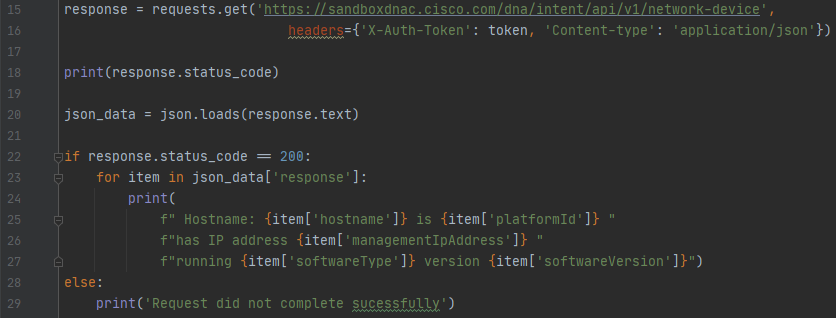 15 response = requests.get('https://sandboxdnac.cisco.com/dna/intent/api/v1/network-device',
16                         headers={'X-Auth-Token': token, 'Content-type': 'application/json'})
17
18 print(response.status_code)
19
20 json_data = json.loads(response.text)
21
22 if response.status_code == 200:
23     for item in json_data['response']:
24         print(
25             f" Hostname: {item['hostname']} is {item['platformId']} "
26             f"has IP address {item['managementIpAddress']} "
27             f"running {item['softwareType']} version {item['softwareVersion']}")
28 else:
29     print('Request did not complete sucessfully')